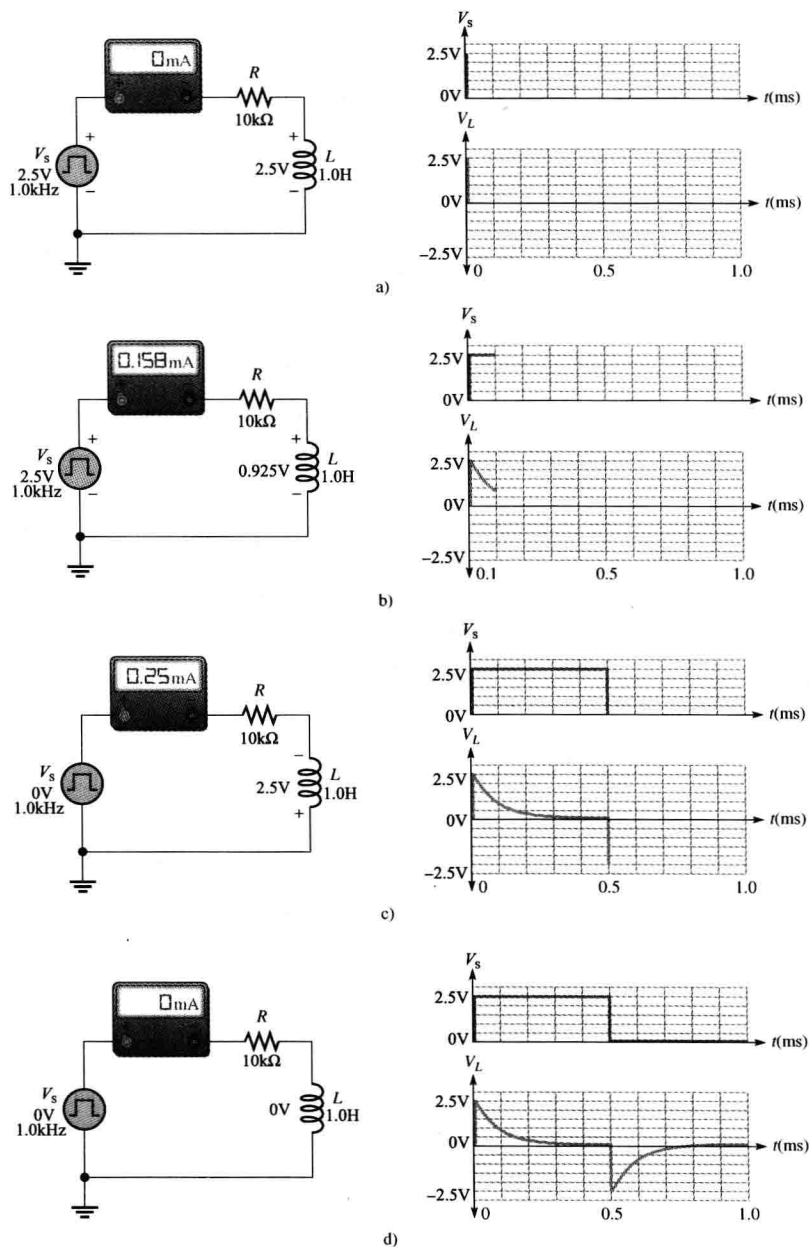 0mA
R
10kΩ
Vs
2.5V
1.0kHz
+
−
+
2.5V
−
L
1.0H
Vs
2.5V
0V
t(ms)
VL
2.5V
0V
t(ms)
−2.5V
0 0.5 1.0
a)
0.158mA
R
10kΩ
Vs
2.5V
1.0kHz
+
−
+
0.925V
−
L
1.0H
Vs
2.5V
0V
t(ms)
VL
2.5V
0V
t(ms)
−2.5V
0.1 0.5 1.0
b)
0.25mA
R
10kΩ
Vs
0V
1.0kHz
−
2.5V
+
L
1.0H
Vs
2.5V
0V
t(ms)
VL
2.5V
0V
t(ms)
−2.5V
0 0.5 1.0
c)
0mA
R
10kΩ
Vs
0V
1.0kHz
0V
L
1.0H
Vs
2.5V
0V
t(ms)
VL
2.5V
0V
t(ms)
−2.5V
0 0.5 1.0
d)